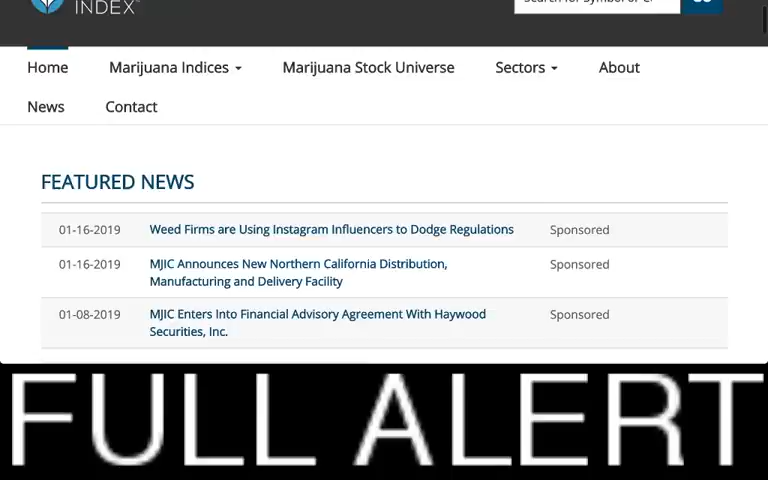 INDEX
Home Marijuana Indices Marijuana Stock Universe Sectors About
News Contact
FEATURED NEWS
01-16-2019 Weed Firms are Using Instagram Influencers to Dodge Regulations Sponsored
01-16-2019 MJIC Announces New Northern California Distribution, Sponsored
Manufacturing and Delivery Facility
01-08-2019 MJIC Enters Into Financial Advisory Agreement With Haywood Sponsored
Securities, Inc.
FULL ALERT